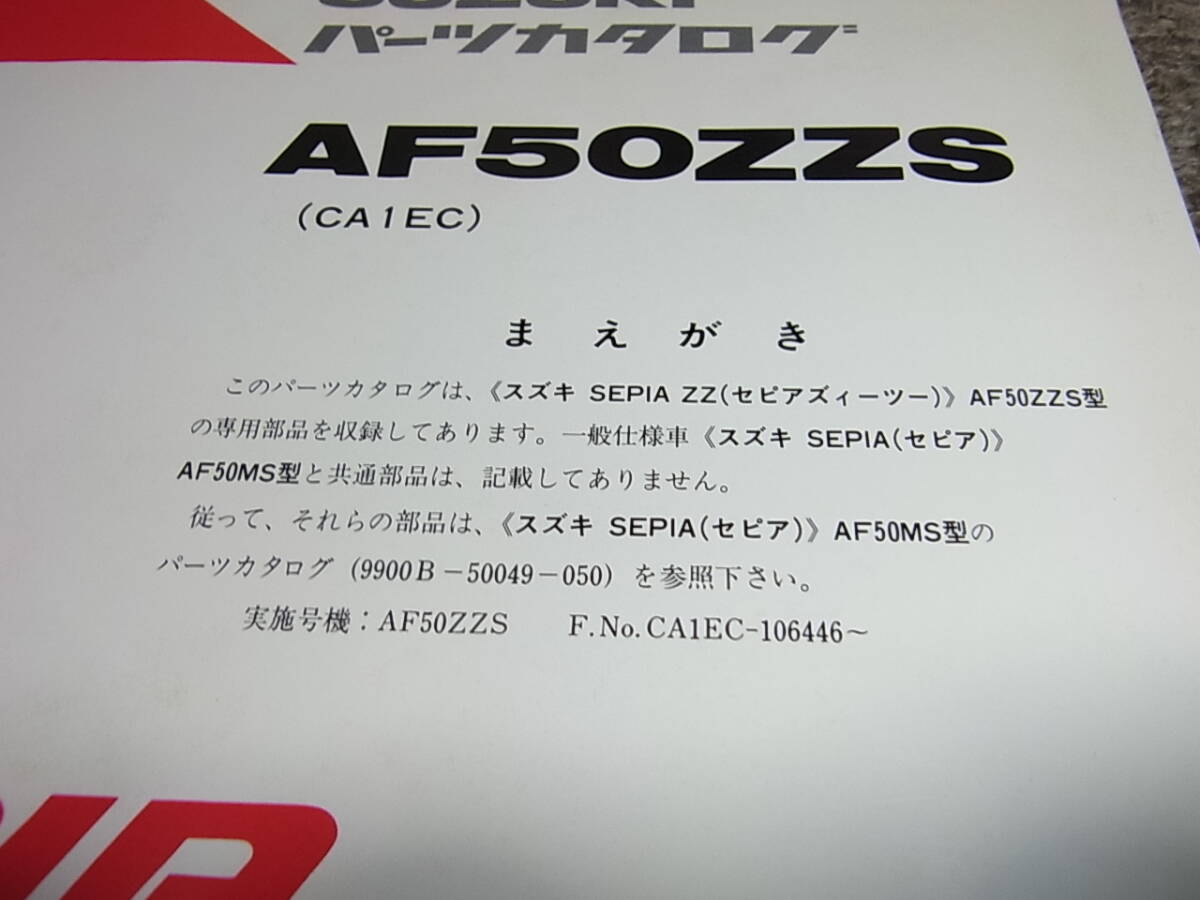 SUZUKI
パーツカタログ
AF50ZZS
(CA1EC)
まえがき
このパーツカタログは、《スズキ SEPIA ZZ(セピアズィーツー)》AF50ZZS型
の専用部品を収録してあります。一般仕様車《スズキ SEPIA(セピア)》
AF50MS型と共通部品は、記載してありません。
従って、それらの部品は、《スズキ SEPIA(セピア)》AF50MS型の
パーツカタログ (9900B-50049-050) を参照下さい。
実施号機：AF50ZZS F.No.CA1EC-106446～